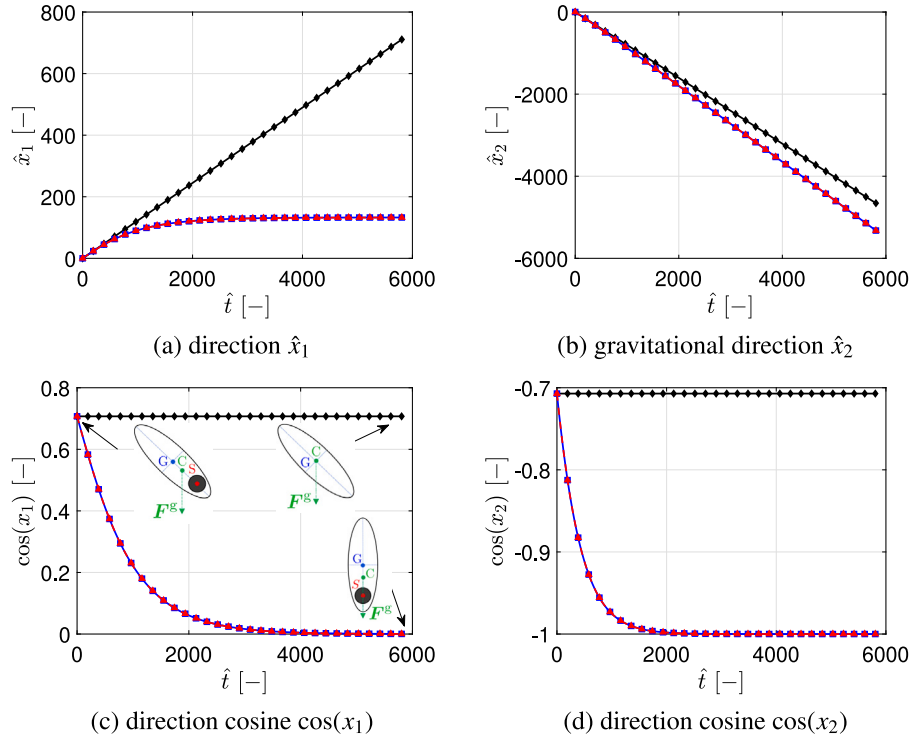 800
600
400
200
0
x̂₁ [−]
0 2000 4000 6000
t̂ [−]
(a) direction x̂₁
0
-2000
-4000
-6000
x̂₂ [−]
0 2000 4000 6000
t̂ [−]
(b) gravitational direction x̂₂
0.8
0.6
0.4
0.2
0
cos(x₁) [−]
G C S
Fᵍ
C
G
Fᵍ
G
C
S
Fᵍ
0 2000 4000 6000
t̂ [−]
(c) direction cosine cos(x₁)
-0.7
-0.8
-0.9
-1
cos(x₂) [−]
0 2000 4000 6000
t̂ [−]
(d) direction cosine cos(x₂)